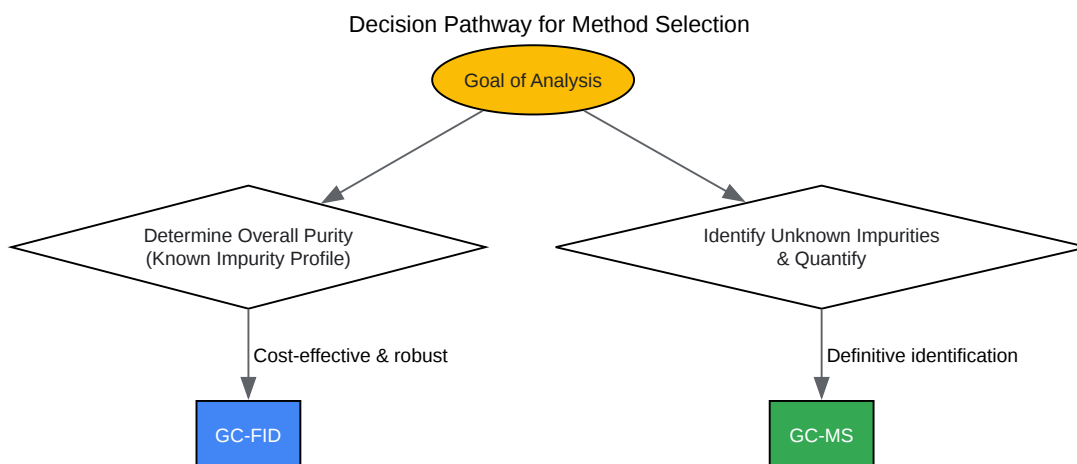 Decision Pathway for Method Selection
Goal of Analysis
Determine Overall Purity
(Known Impurity Profile)
Identify Unknown Impurities
& Quantify
Cost-effective & robust
Definitive identification
GC-FID
GC-MS